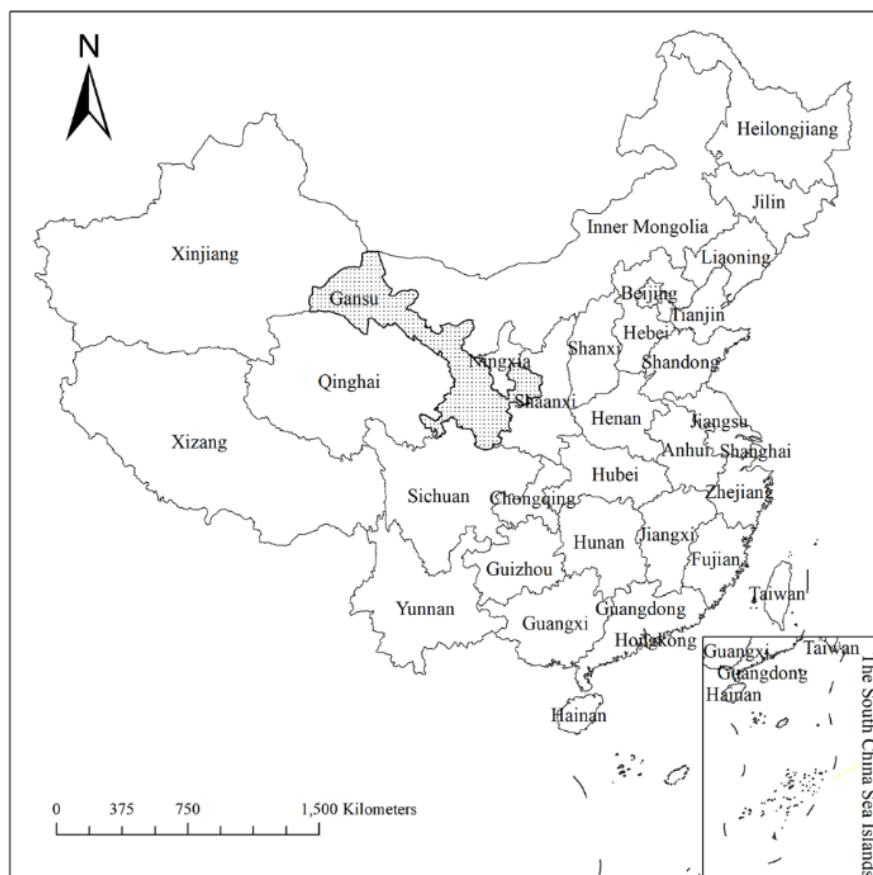 N
Heilongjiang
Jilin
Inner Mongolia
Liaoning
Xinjiang
Beijing
Gansu
Tianjin
Hebei
Shanxi
Shandong
Ningxia
Qinghai
Shaanxi
Henan
Jiangsu
Xizang
Anhui
Shanghai
Hubei
Zhejiang
Sichuan
Chongqing
Hunan
Jiangxi
Fujian
Guizhou
Taiwan
Yunnan
Guangdong
Guangxi
Hongkong
Guangxi
Taiwan
Guangdong
Hainan
The South China Sea Islands
Hainan
0 375 750 1,500 Kilometers